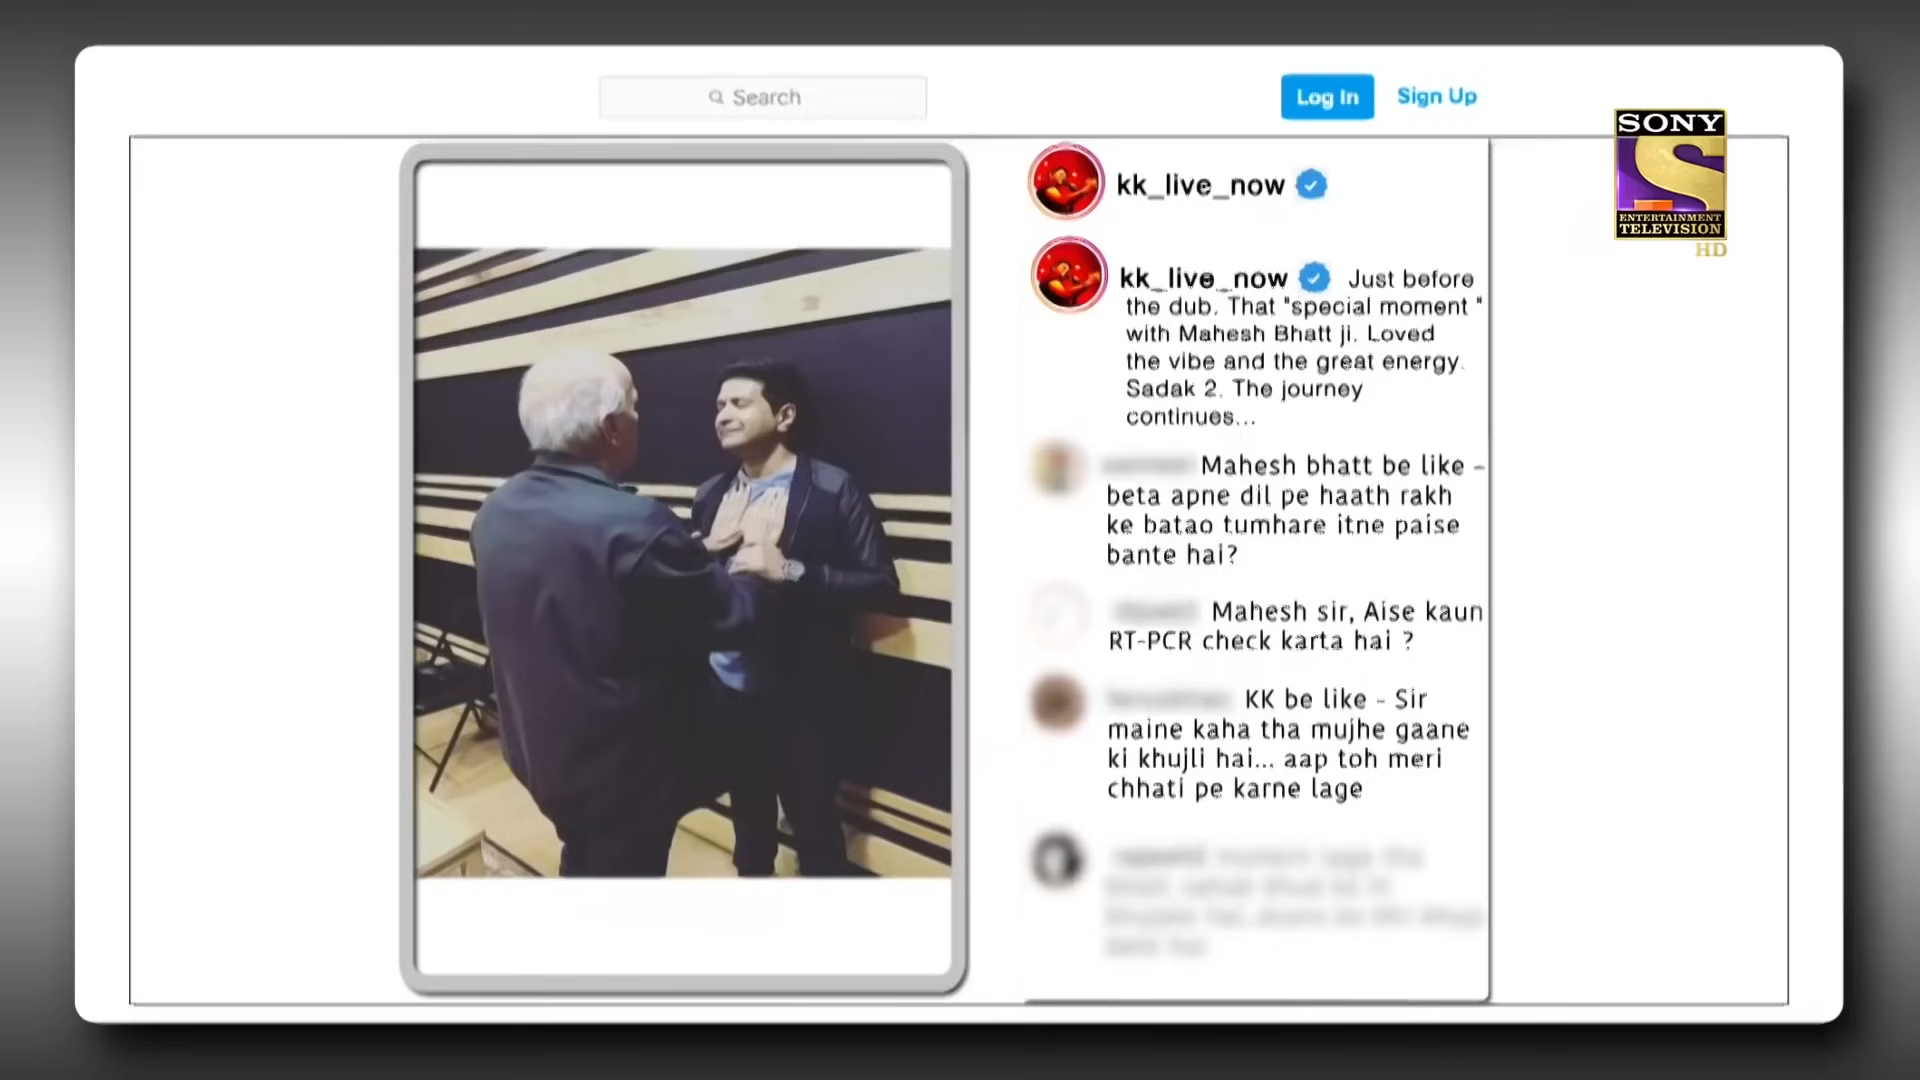 Search
Log In
Sign Up
SONY
ENTERTAINMENT
TELEVISION
HD
kk_live_now
kk_live_now Just before
the dub. That "special moment "
with Mahesh Bhatt ji. Loved
the vibe and the great energy.
Sadak 2. The journey
continues...
Mahesh bhatt be like -
beta apne dil pe haath rakh
ke batao tumhare itne paise
bante hai?
Mahesh sir, Aise kaun
RT-PCR check karta hai ?
KK be like - Sir
maine kaha tha mujhe gaane
ki khujli hai... aap toh meri
chhati pe karne lage